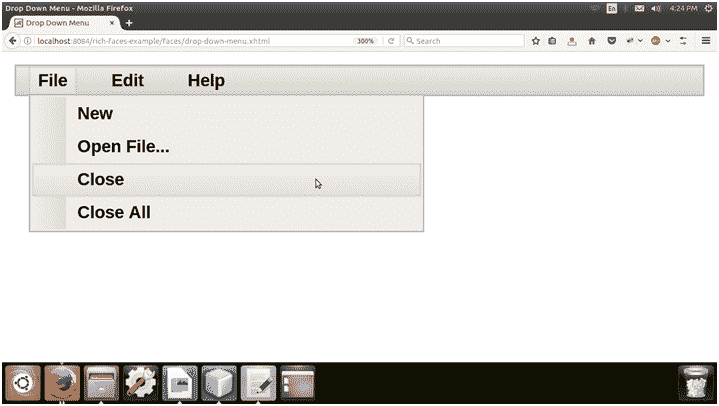 Drop Down Menu - Mozilla Firefox
En
4:24 PM
Drop Down Menu
localhost:8084/rich-faces-example/faces/drop-down-menu.xhtml
300%
Search
File Edit Help
New
Open File...
Close
Close All